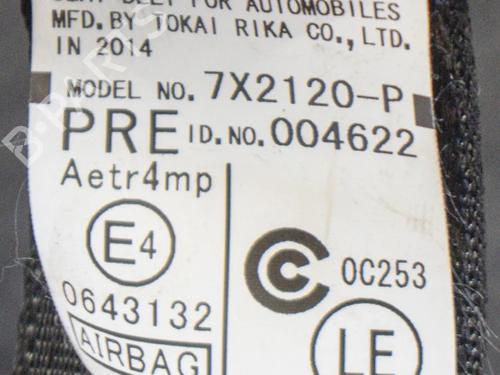 SEAT BELT FOR AUTOMOBILES
MFD. BY TOKAI RIKA CO., LTD.
IN 2014
MODEL NO. 7X2120-P
PRE ID.NO. 004622
Aetr4mp
E4
C 0C253
0643132
LE
AIRBAG
B-PARTS